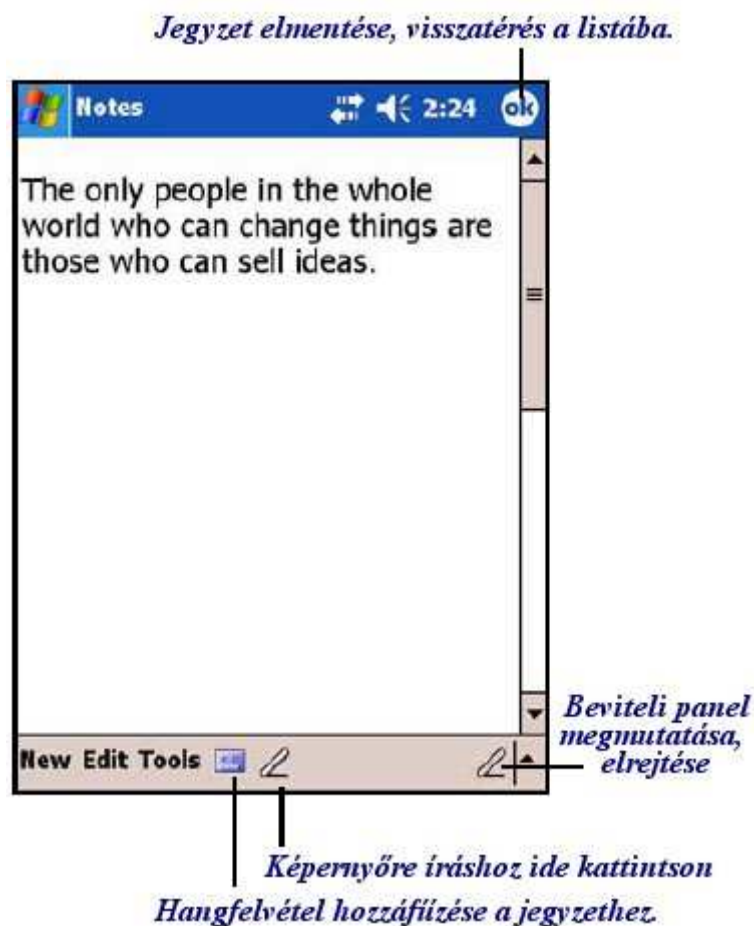 Jegyzet elmentése, visszatérés a listába.
Notes 2:24 ok
The only people in the whole
world who can change things are
those who can sell ideas.
Beviteli panel
megmutatása,
elrejtése
New Edit Tools
Képernyőre íráshoz ide kattintson
Hangfelvétel hozzáfíízése a jegyzethez.